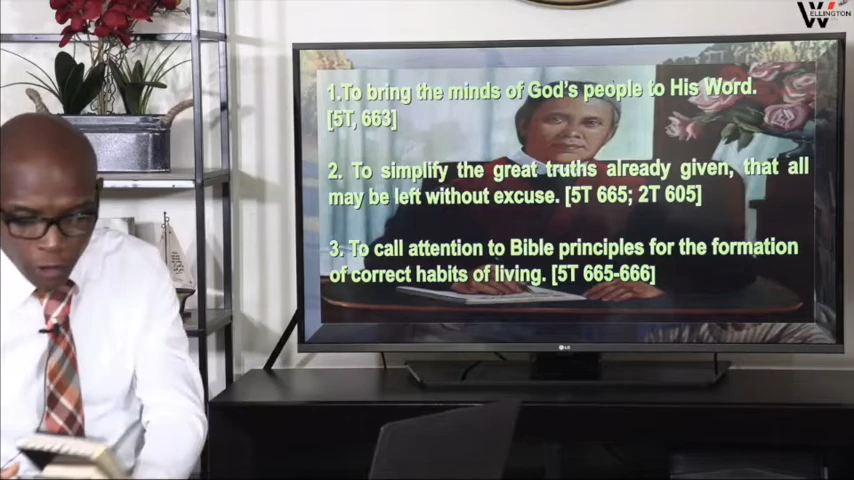 WELLINGTON
1.To bring the minds of God's people to His Word.
[5T, 663]
2. To simplify the great truths already given, that all
may be left without excuse. [5T 665; 2T 605]
3. To call attention to Bible principles for the formation
of correct habits of living. [5T 665-666]
LG